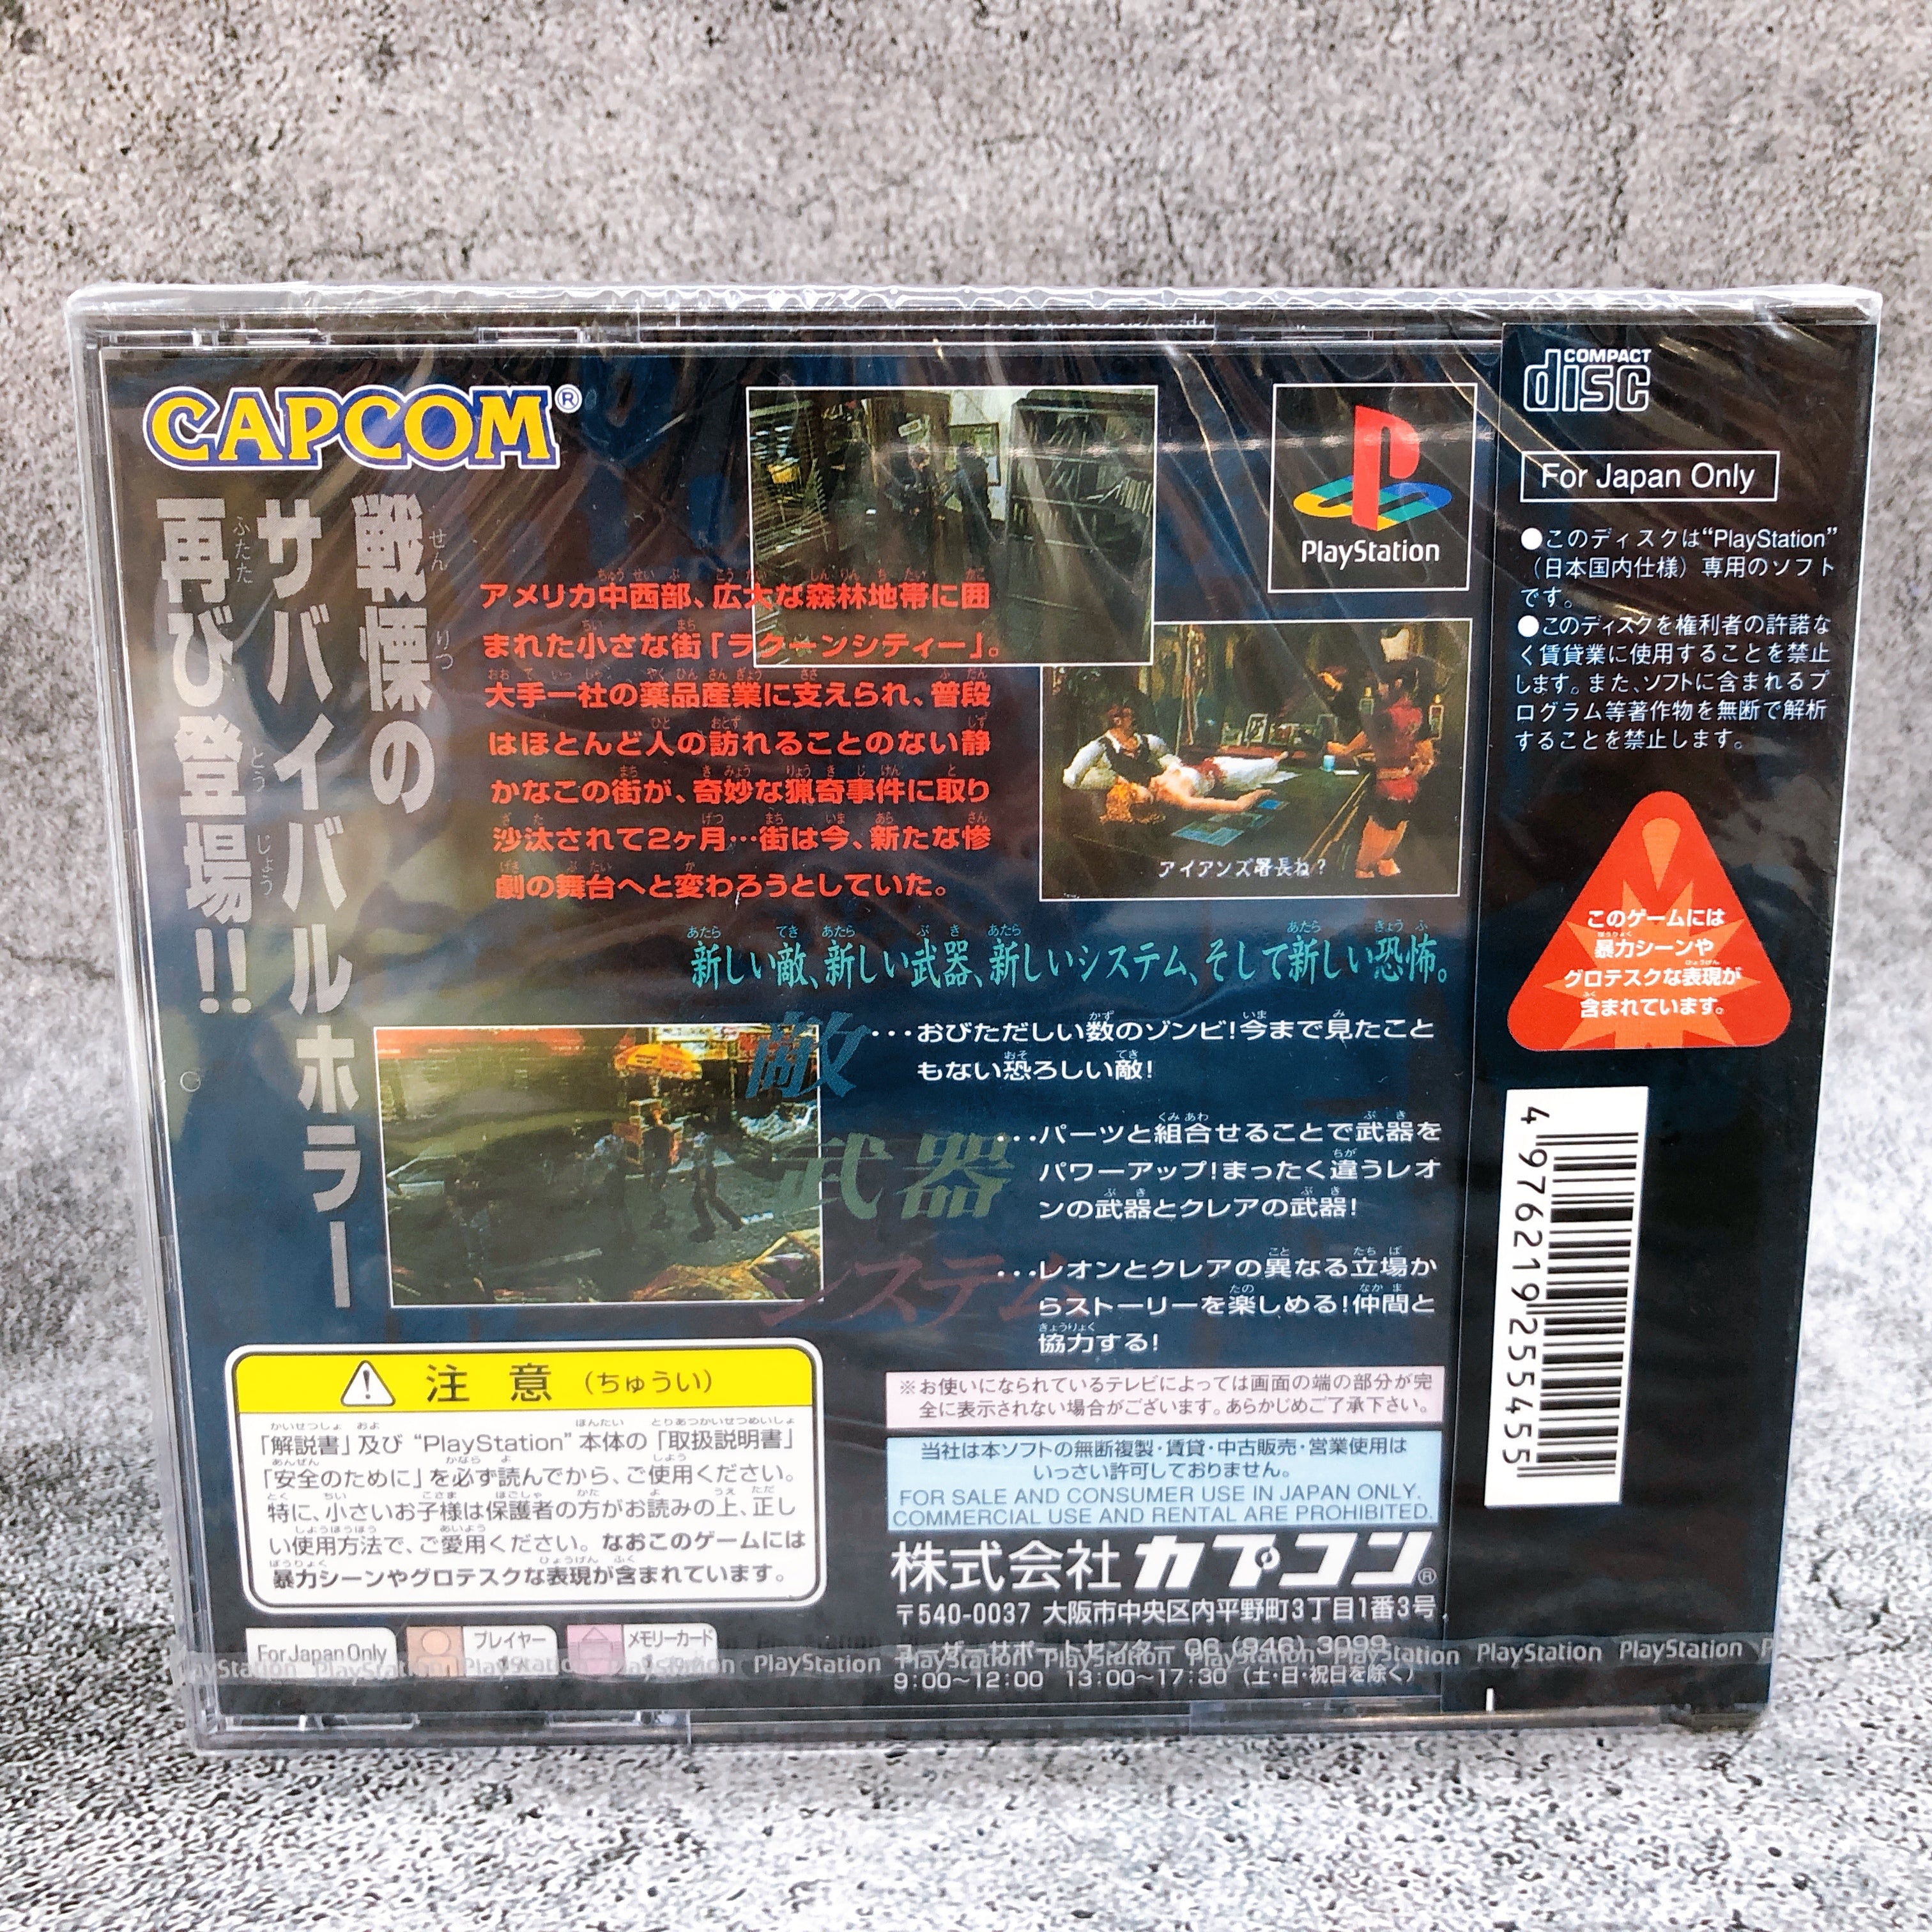 CAPCOM®
戦慄の
サバイバルホラー
再び登場!!
アメリカ中西部、広大な森林地帯に囲
まれた小さな街「ラクーンシティー」。
大手一社の薬品産業に支えられ、普段
はほとんど人の訪れることのない静
かなこの街が、奇妙な猟奇事件に取り
沙汰されて2ヶ月…街は今、新たな惨
劇の舞台へと変わろうとしていた。
PlayStation
アイアンズ署長ね?
新しい敵、新しい武器、新しいシステム、そして新しい恐怖。
敵
…おびただしい数のゾンビ!今まで見たこと
もない恐ろしい敵!
武器
…パーツと組合せることで武器を
パワーアップ!まったく違うレオ
ンの武器とクレアの武器!
システム
…レオンとクレアの異なる立場か
らストーリーを楽しめる!仲間と
協力する!
注意(ちゅうい)
「解説書」及び“PlayStation”本体の「取扱説明書」
「安全のために」を必ず読んでから、ご使用ください。
特に、小さいお子様は保護者の方がお読みの上、正し
い使用方法で、ご愛用ください。なおこのゲームには
暴力シーンやグロテスクな表現が含まれています。
For Japan Only
プレイヤー
メモリーカード
※お使いになられているテレビによっては画面の端の部分が完
全に表示されない場合がございます。あらかじめご了承下さい。
当社は本ソフトの無断複製・賃貸・中古販売・営業使用は
いっさい許可しておりません。
FOR SALE AND CONSUMER USE IN JAPAN ONLY.
COMMERCIAL USE AND RENTAL ARE PROHIBITED.
株式会社カプコン®
〒540-0037 大阪市中央区内平野町3丁目1番3号
ユーザーサポートセンター 06(946)3099
9:00〜12:00 13:00〜17:30(土・日・祝日を除く)
PlayStation PlayStation PlayStation PlayStation PlayStation PlayStation PlayStation PlayStation
COMPACT
disc
For Japan Only
●このディスクは“PlayStation”
(日本国内仕様)専用のソフト
です。
●このディスクを権利者の許諾な
く賃貸業に使用することを禁止
します。また、ソフトに含まれるプ
ログラム等著作物を無断で解析
することを禁止します。
このゲームには
暴力シーンや
グロテスクな表現が
含まれています。
4976219255455